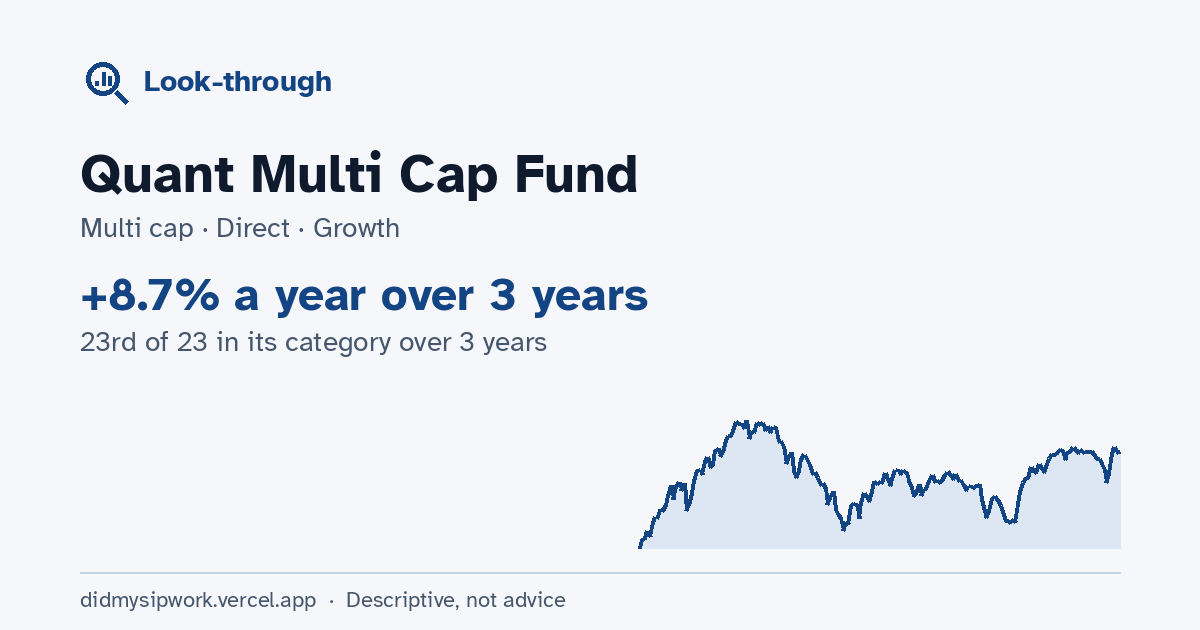 Look-through
Quant Multi Cap Fund
Multi cap · Direct · Growth
+8.7% a year over 3 years
23rd of 23 in its category over 3 years
didmysipwork.vercel.app · Descriptive, not advice